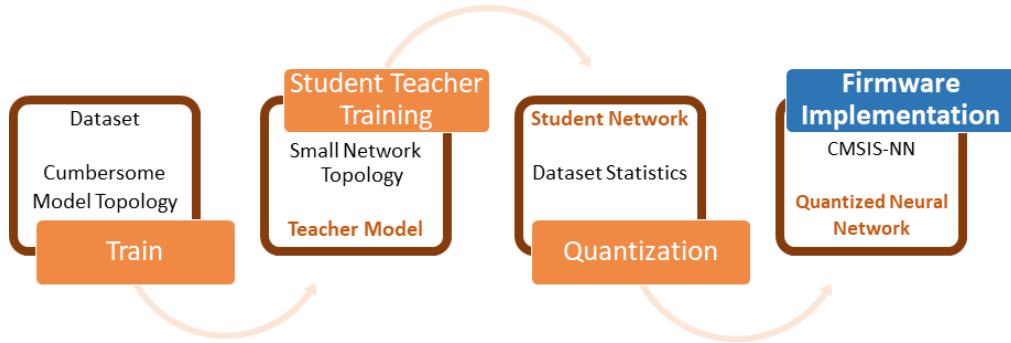 Dataset
Cumbersome
Model Topology
Train
Student Teacher
Training
Small Network
Topology
Teacher Model
Student Network
Dataset Statistics
Quantization
Firmware
Implementation
CMSIS-NN
Quantized Neural
Network